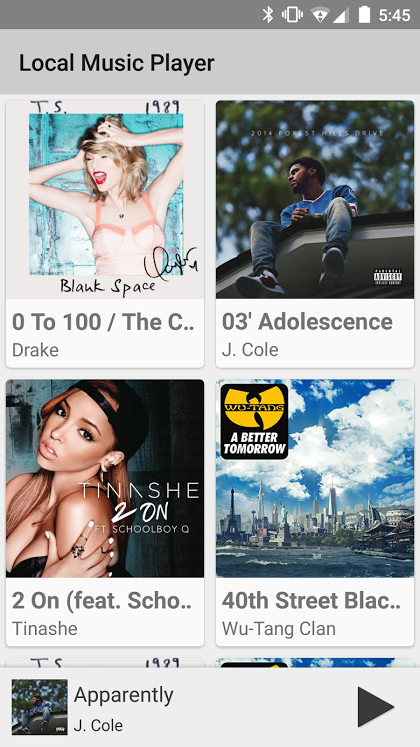 5:45
Local Music Player
T.S. 1989
Blank Space
0 To 100 / The C..
Drake
2014 FOREST HILLS DRIVE
PARENTAL
ADVISORY
EXPLICIT CONTENT
03' Adolescence
J. Cole
TINASHE
2 ON
FT. SCHOOLBOY Q
2 On (feat. Scho..
Tinashe
WU-TANG
A BETTER
TOMORROW
40th Street Blac..
Wu-Tang Clan
T.S. 1989
Apparently
J. Cole